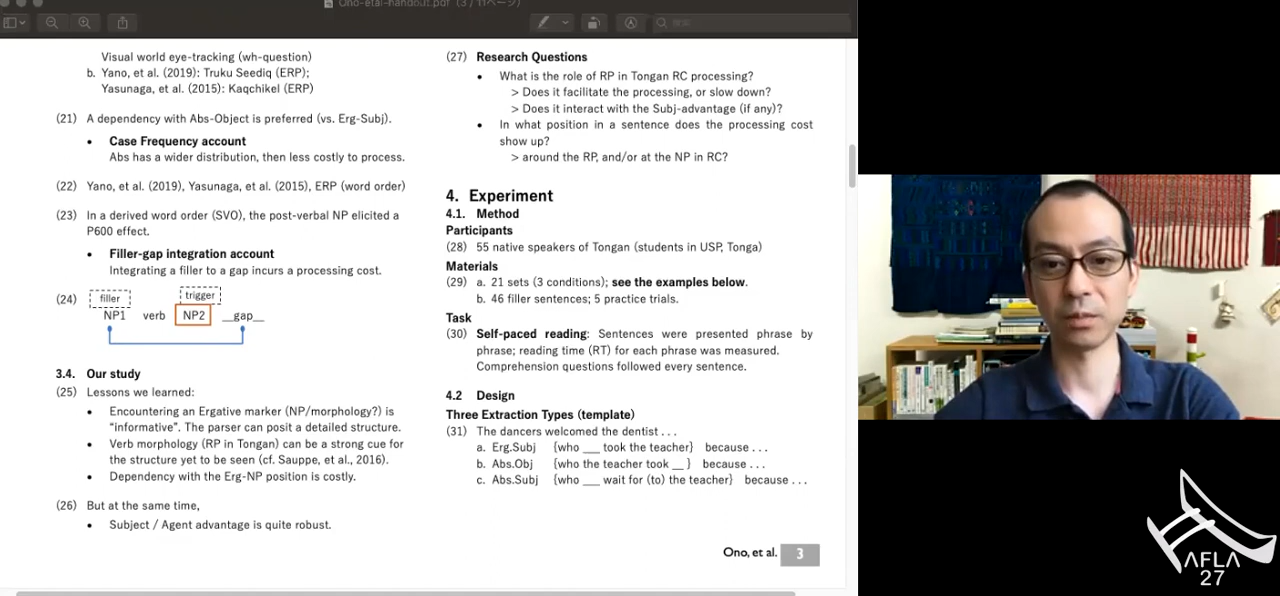 Ono-etal-handout.pdf (3 / 11ページ)
検索
Visual world eye-tracking (wh-question)
b. Yano, et al. (2019): Truku Seediq (ERP);
Yasunaga, et al. (2015): Kaqchikel (ERP)
(21) A dependency with Abs-Object is preferred (vs. Erg-Subj).
• Case Frequency account
Abs has a wider distribution, then less costly to process.
(22) Yano, et al. (2019), Yasunaga, et al. (2015), ERP (word order)
(23) In a derived word order (SVO), the post-verbal NP elicited a
P600 effect.
• Filler-gap integration account
Integrating a filler to a gap incurs a processing cost.
(24) filler trigger
NP1 verb NP2 __gap__
3.4. Our study
(25) Lessons we learned:
• Encountering an Ergative marker (NP/morphology?) is
"informative". The parser can posit a detailed structure.
• Verb morphology (RP in Tongan) can be a strong cue for
the structure yet to be seen (cf. Sauppe, et al., 2016).
• Dependency with the Erg-NP position is costly.
(26) But at the same time,
• Subject / Agent advantage is quite robust.
(27) Research Questions
• What is the role of RP in Tongan RC processing?
> Does it facilitate the processing, or slow down?
> Does it interact with the Subj-advantage (if any)?
• In what position in a sentence does the processing cost
show up?
> around the RP, and/or at the NP in RC?
4. Experiment
4.1. Method
Participants
(28) 55 native speakers of Tongan (students in USP, Tonga)
Materials
(29) a. 21 sets (3 conditions); see the examples below.
b. 46 filler sentences; 5 practice trials.
Task
(30) Self-paced reading: Sentences were presented phrase by
phrase; reading time (RT) for each phrase was measured.
Comprehension questions followed every sentence.
4.2 Design
Three Extraction Types (template)
(31) The dancers welcomed the dentist . . .
a. Erg.Subj {who ___ took the teacher} because . . .
b. Abs.Obj {who the teacher took __ } because . . .
c. Abs.Subj {who ___ wait for (to) the teacher} because . . .
Ono, et al. 3
AFLA
27